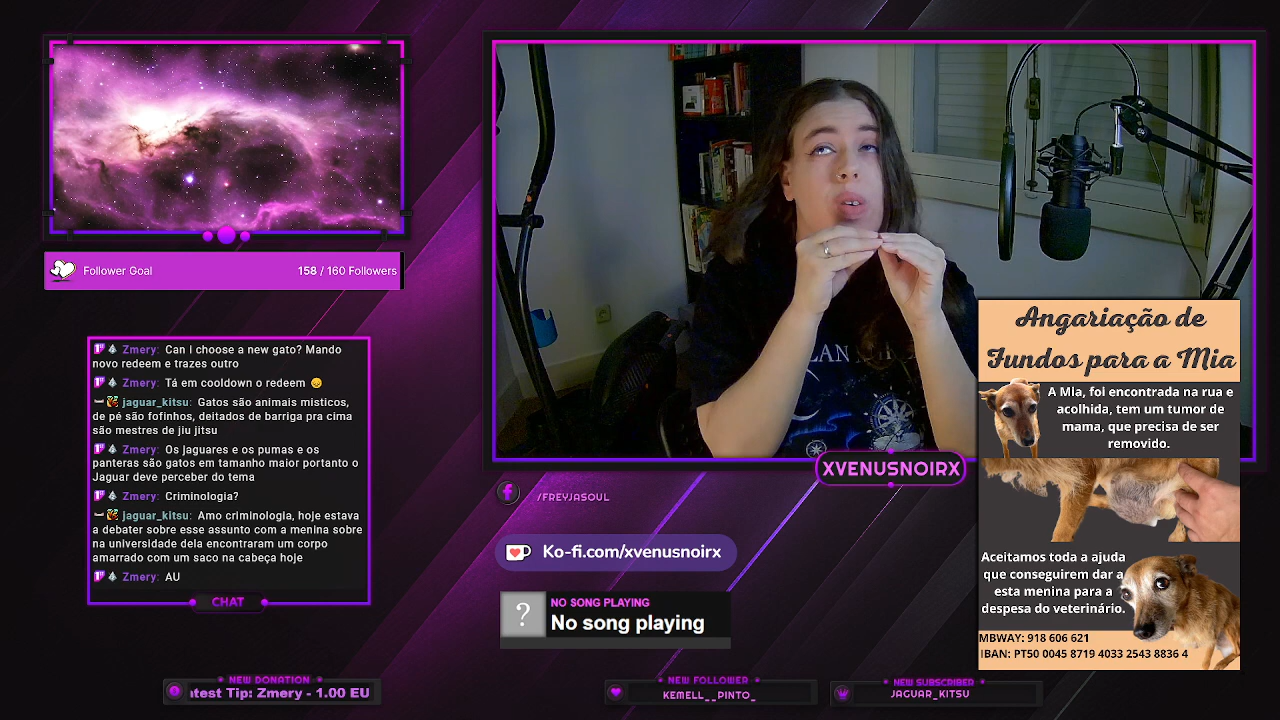 Follower Goal
158 / 160 Followers
Zmery: Can I choose a new gato? Mando
novo redeem e trazes outro
Zmery: Tá em cooldown o redeem
jaguar_kitsu: Gatos são animais misticos,
de pé são fofinhos, deitados de barriga pra cima
são mestres de jiu jitsu
Zmery: Os jaguares e os pumas e os
panteras são gatos em tamanho maior portanto o
Jaguar deve perceber do tema
Zmery: Criminologia?
jaguar_kitsu: Amo criminologia, hoje estava
a debater sobre esse assunto com a menina sobre
na universidade dela encontraram um corpo
amarrado com um saco na cabeça hoje
Zmery: AU
CHAT
XVENUSNOIRX
/FREYJASOUL
Ko-fi.com/xvenusnoirx
?
NO SONG PLAYING
No song playing
Angariação de
Fundos para a Mia
A MIa, foi encontrada na rua e
acolhida, tem um tumor de
mama, que precisa de ser
removido.
Aceitamos toda a ajuda
que conseguirem dar a
esta menina para a
despesa do veterinário.
MBWAY: 918 606 621
IBAN: PT50 0045 8719 4033 2543 8836 4
NEW DONATION
itest Tip: Zmery - 1.00 EU
NEW FOLLOWER
KEMELL__PINTO_
NEW SUBSCRIBER
JAGUAR_KITSU